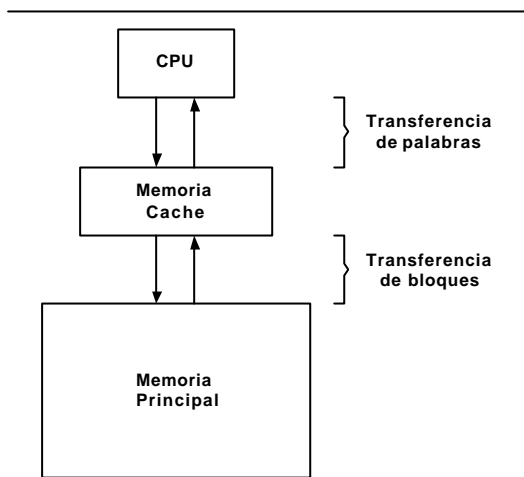 CPU
Transferencia
de palabras
Memoria
Cache
Transferencia
de bloques
Memoria
Principal